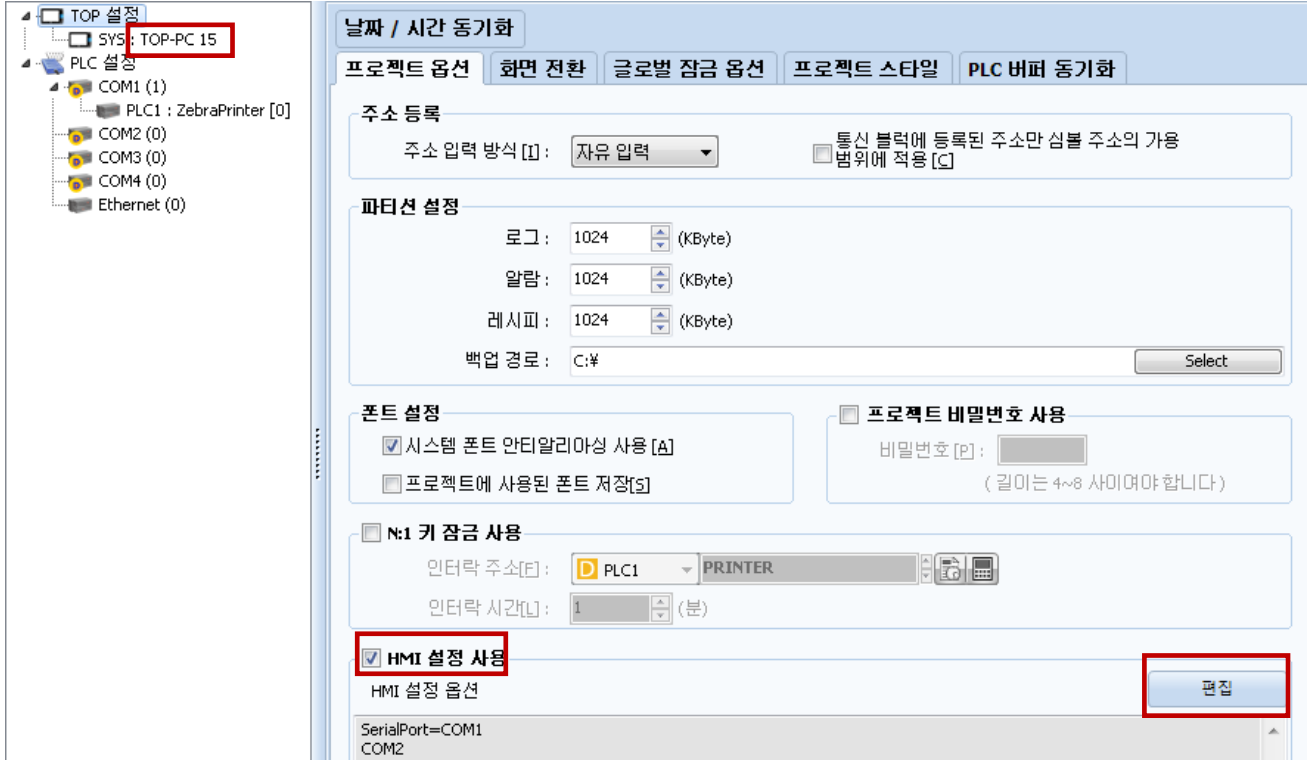 TOP 설정
SYS : TOP-PC 15
PLC 설정
COM1 (1)
PLC1 : ZebraPrinter [0]
COM2 (0)
COM3 (0)
COM4 (0)
Ethernet (0)
날짜 / 시간 동기화
프로젝트 옵션 화면 전환 글로벌 잠금 옵션 프로젝트 스타일 PLC 버퍼 동기화
주소 등록
주소 입력 방식[I] : 자유 입력
통신 블럭에 등록된 주소만 심볼 주소의 가용
범위에 적용[C]
파티션 설정
로그 : 1024 (KByte)
알람 : 1024 (KByte)
레시피 : 1024 (KByte)
백업 경로 : C:¥ Select
폰트 설정
시스템 폰트 안티알리아싱 사용[A]
프로젝트에 사용된 폰트 저장[S]
프로젝트 비밀번호 사용
비밀번호[P] :
( 길이는 4~8 사이여야 합니다 )
N:1 키 잠금 사용
인터락 주소[F] : D PLC1 PRINTER
인터락 시간[L] : 1 (분)
HMI 설정 사용
HMI 설정 옵션 편집
SerialPort=COM1
COM2